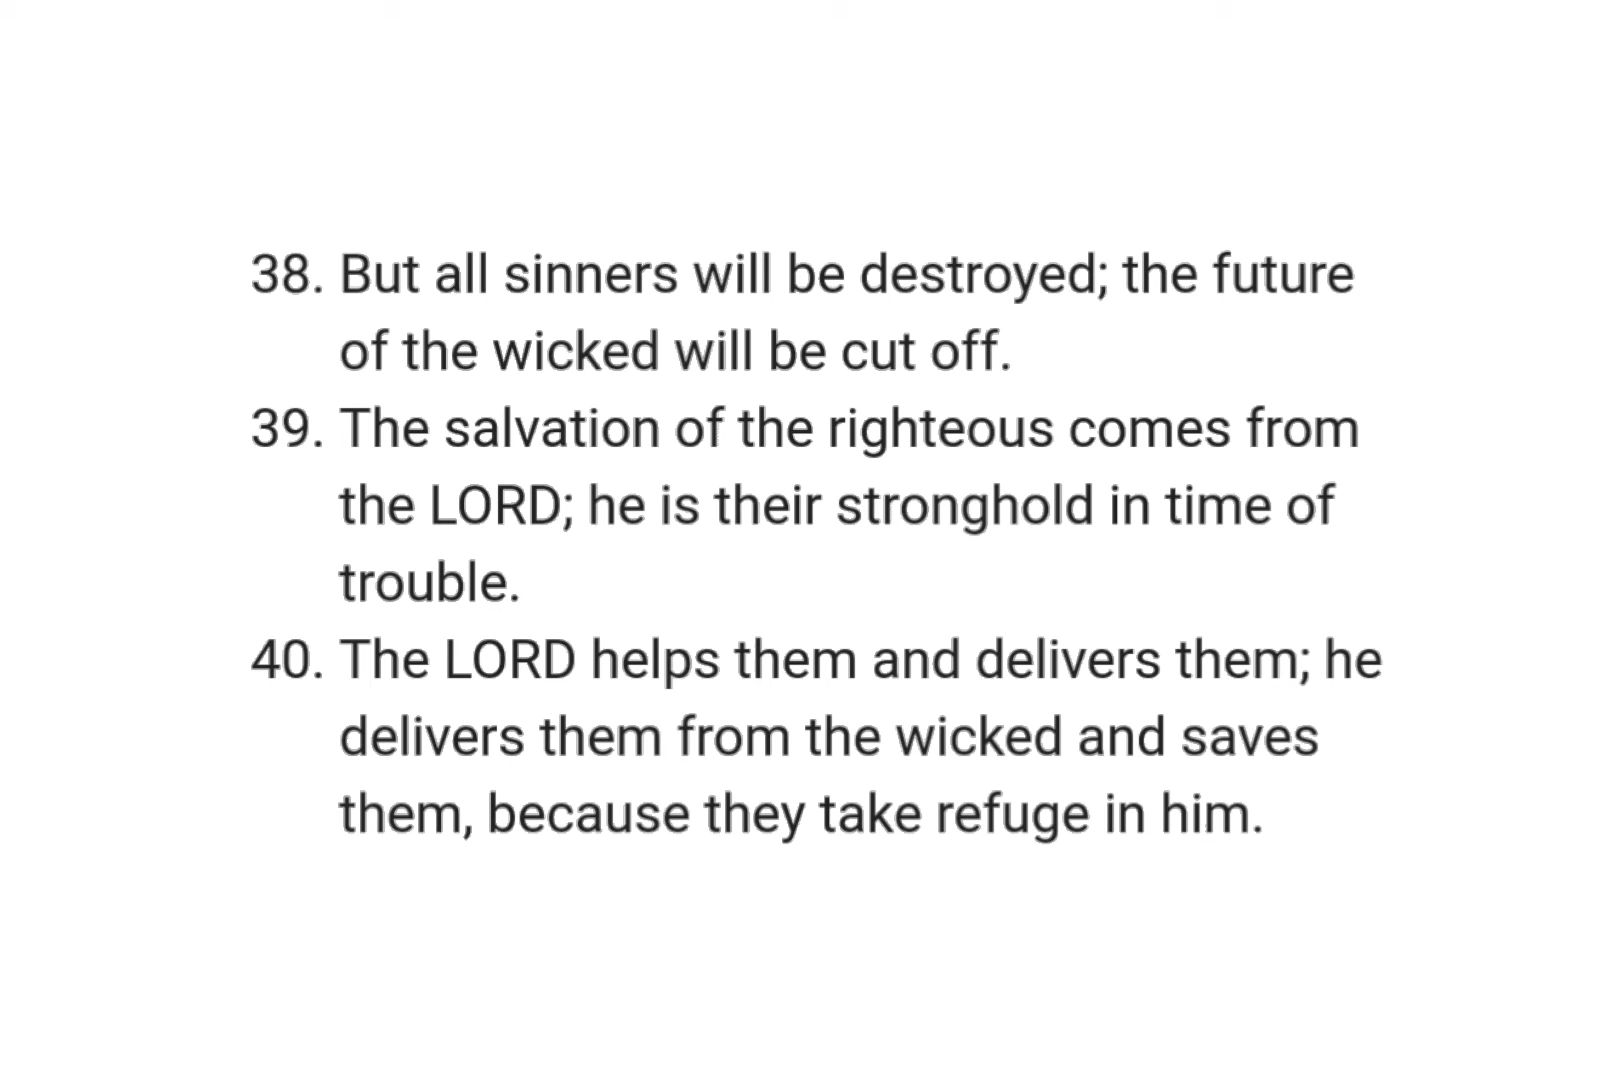 38. But all sinners will be destroyed; the future
of the wicked will be cut off.
39. The salvation of the righteous comes from
the LORD; he is their stronghold in time of
trouble.
40. The LORD helps them and delivers them; he
delivers them from the wicked and saves
them, because they take refuge in him.